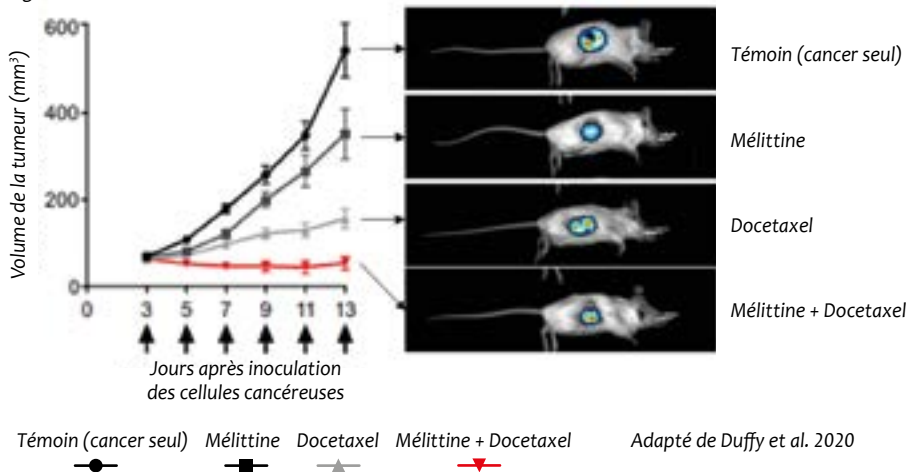 600
400
200
0
Volume de la tumeur (mm³)
0 3 5 7 9 11 13
Jours après inoculation
des cellules cancéreuses
Témoin (cancer seul)
Mélittine
Docetaxel
Mélittine + Docetaxel
Témoin (cancer seul) Mélittine Docetaxel Mélittine + Docetaxel Adapté de Duffy et al. 2020